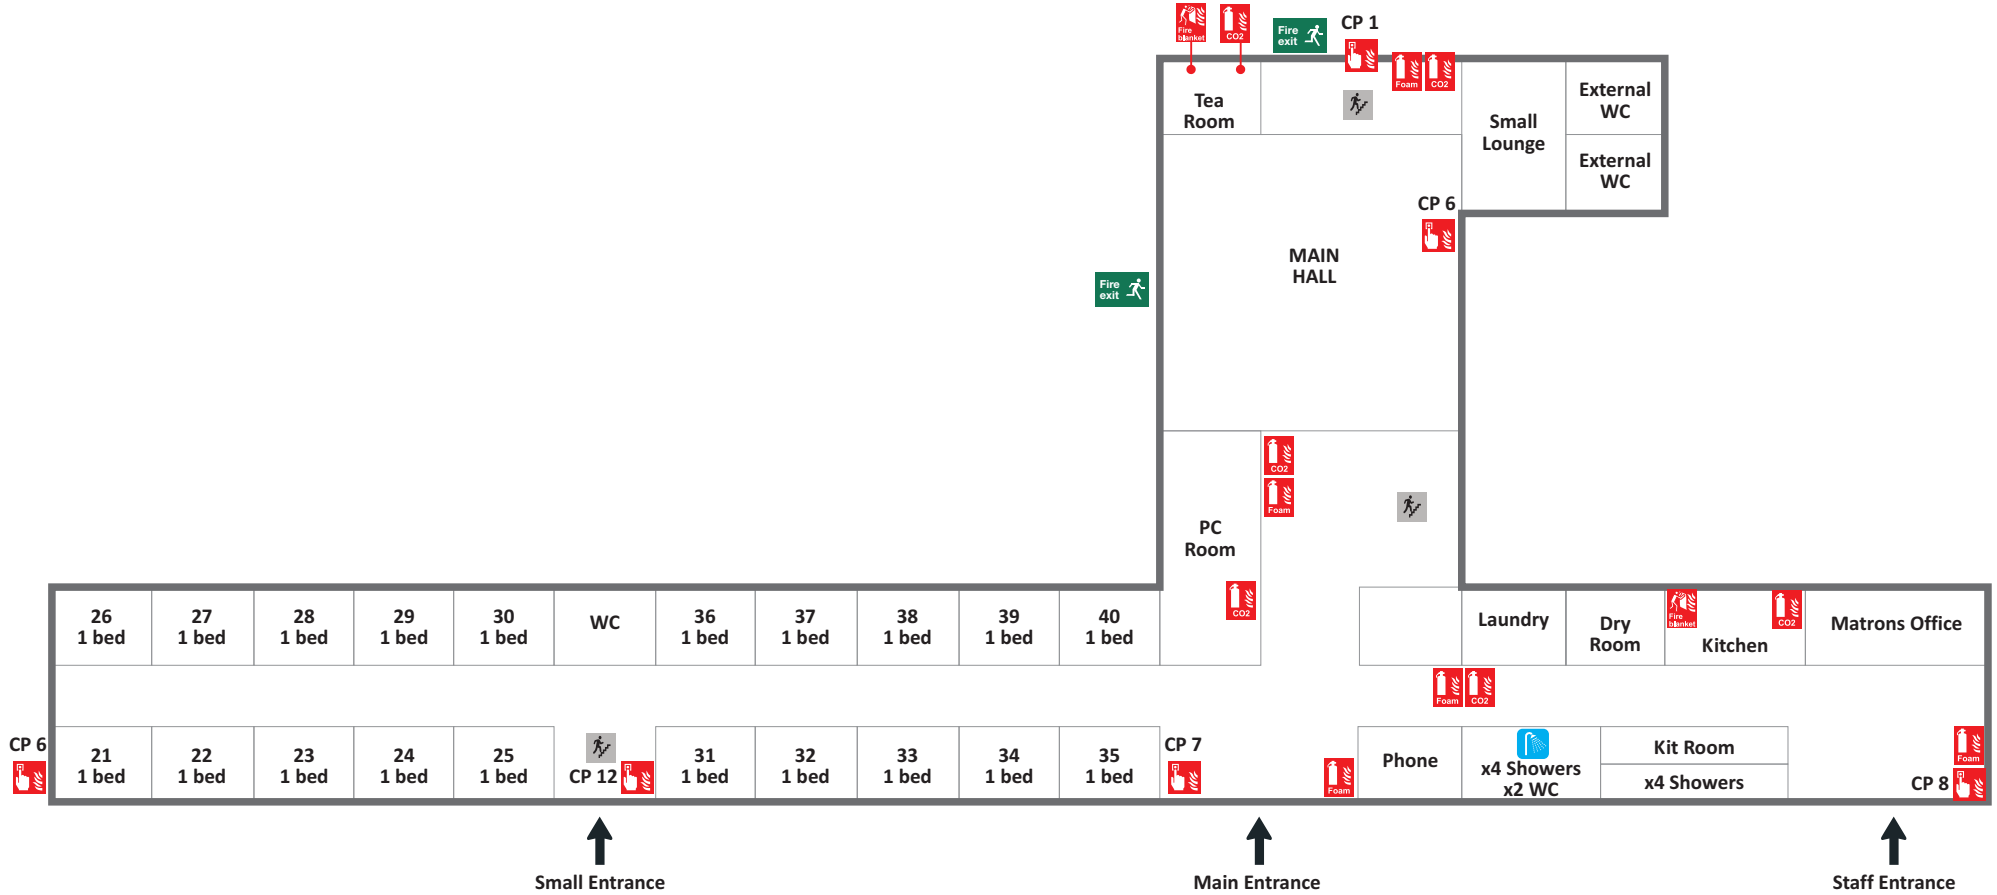 Fire
blanket
CO2
Fire
exit
CP 1
Foam
CO2
Tea
Room
Small
Lounge
External
WC
External
WC
CP 6
MAIN
HALL
Fire
exit
CO2
Foam
PC
Room
CO2
26
1 bed
27
1 bed
28
1 bed
29
1 bed
30
1 bed
WC
36
1 bed
37
1 bed
38
1 bed
39
1 bed
40
1 bed
Laundry
Dry
Room
Fire
blanket
CO2
Kitchen
Matrons Office
Foam
CO2
CP 6
21
1 bed
22
1 bed
23
1 bed
24
1 bed
25
1 bed
CP 12
31
1 bed
32
1 bed
33
1 bed
34
1 bed
35
1 bed
CP 7
Foam
Phone
x4 Showers
x2 WC
Kit Room
x4 Showers
Foam
CP 8
Small Entrance
Main Entrance
Staff Entrance